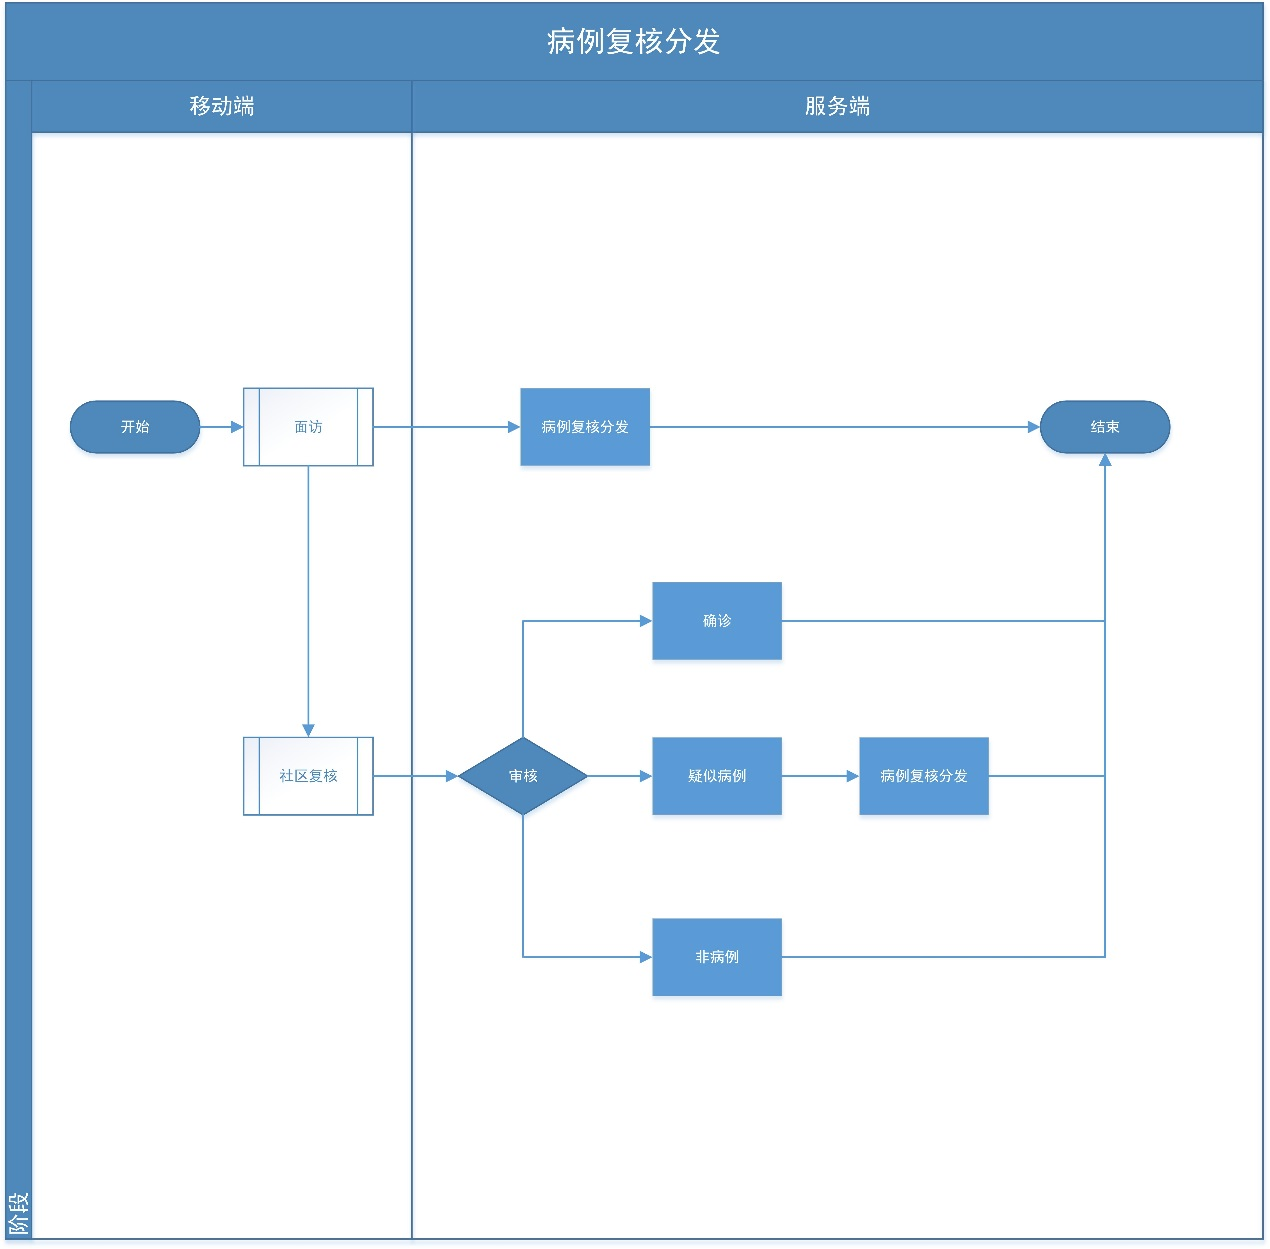 病例复核分发
移动端
服务端
开始
面访
病例复核分发
结束
确诊
社区复核
审核
疑似病例
病例复核分发
非病例
阶段